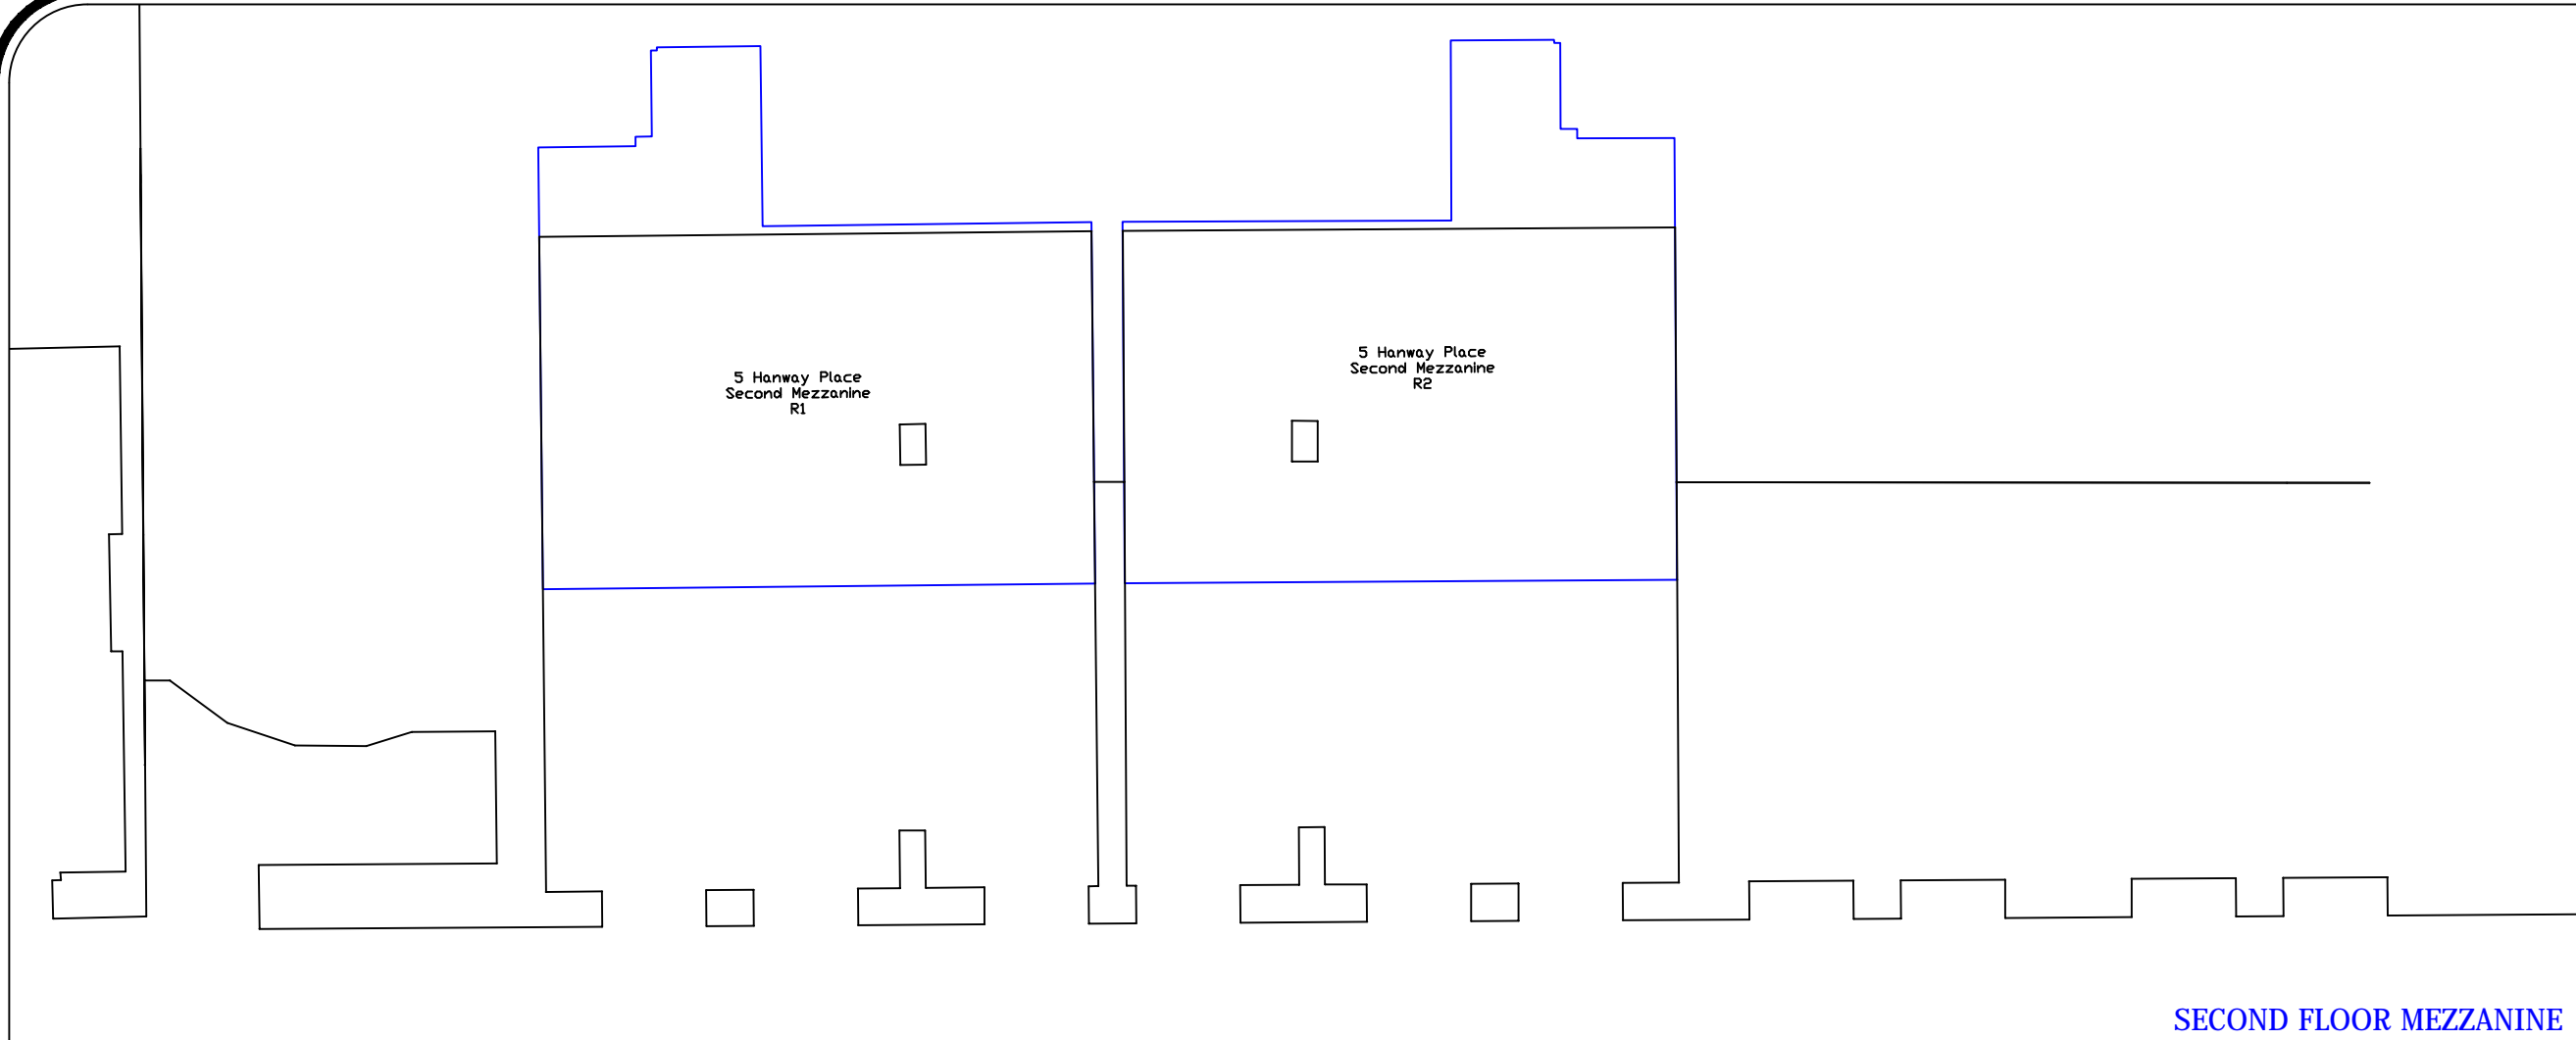 5 Hanway Place
Second Mezzanine
R1
5 Hanway Place
Second Mezzanine
R2
SECOND FLOOR MEZZANINE